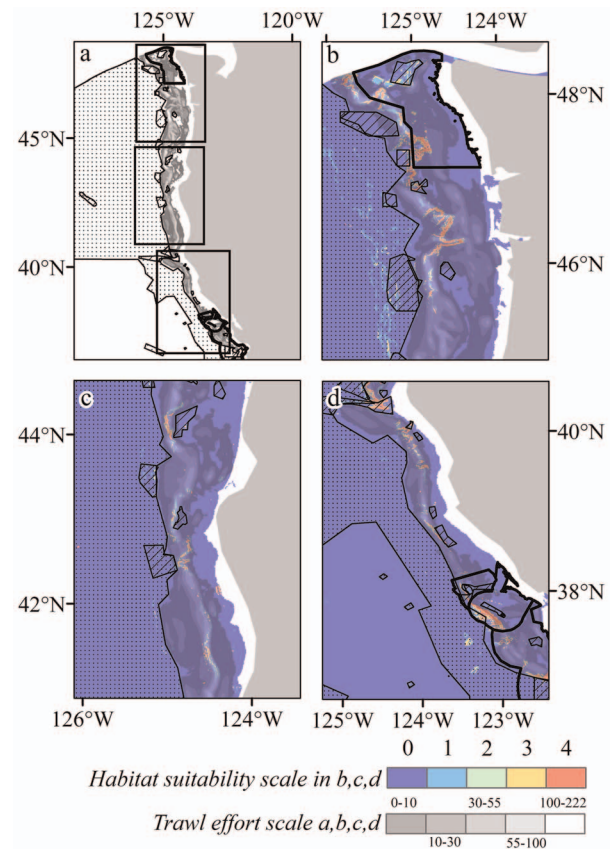 125°W 120°W 125°W 124°W
a b
48°N
45°N
46°N
40°N
c d
44°N 40°N
42°N 38°N
126°W 124°W 125°W 124°W 123°W
0 1 2 3 4
Habitat suitability scale in b,c,d
0-10 30-55 100-222
Trawl effort scale a,b,c,d
10-30 55-100